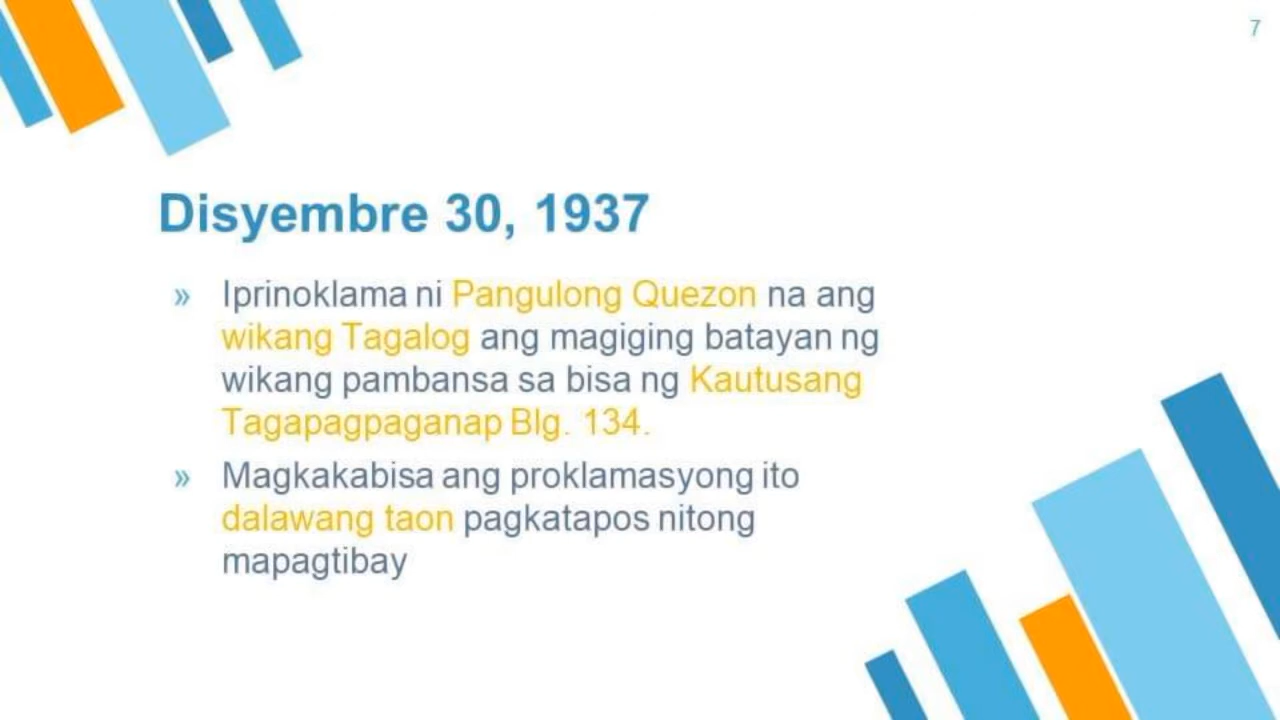 7
Disyembre 30, 1937
» Iprinoklama ni Pangulong Quezon na ang
wikang Tagalog ang magiging batayan ng
wikang pambansa sa bisa ng Kautusang
Tagapagpaganap Blg. 134.
» Magkakabisa ang proklamasyong ito
dalawang taon pagkatapos nitong
mapagtibay